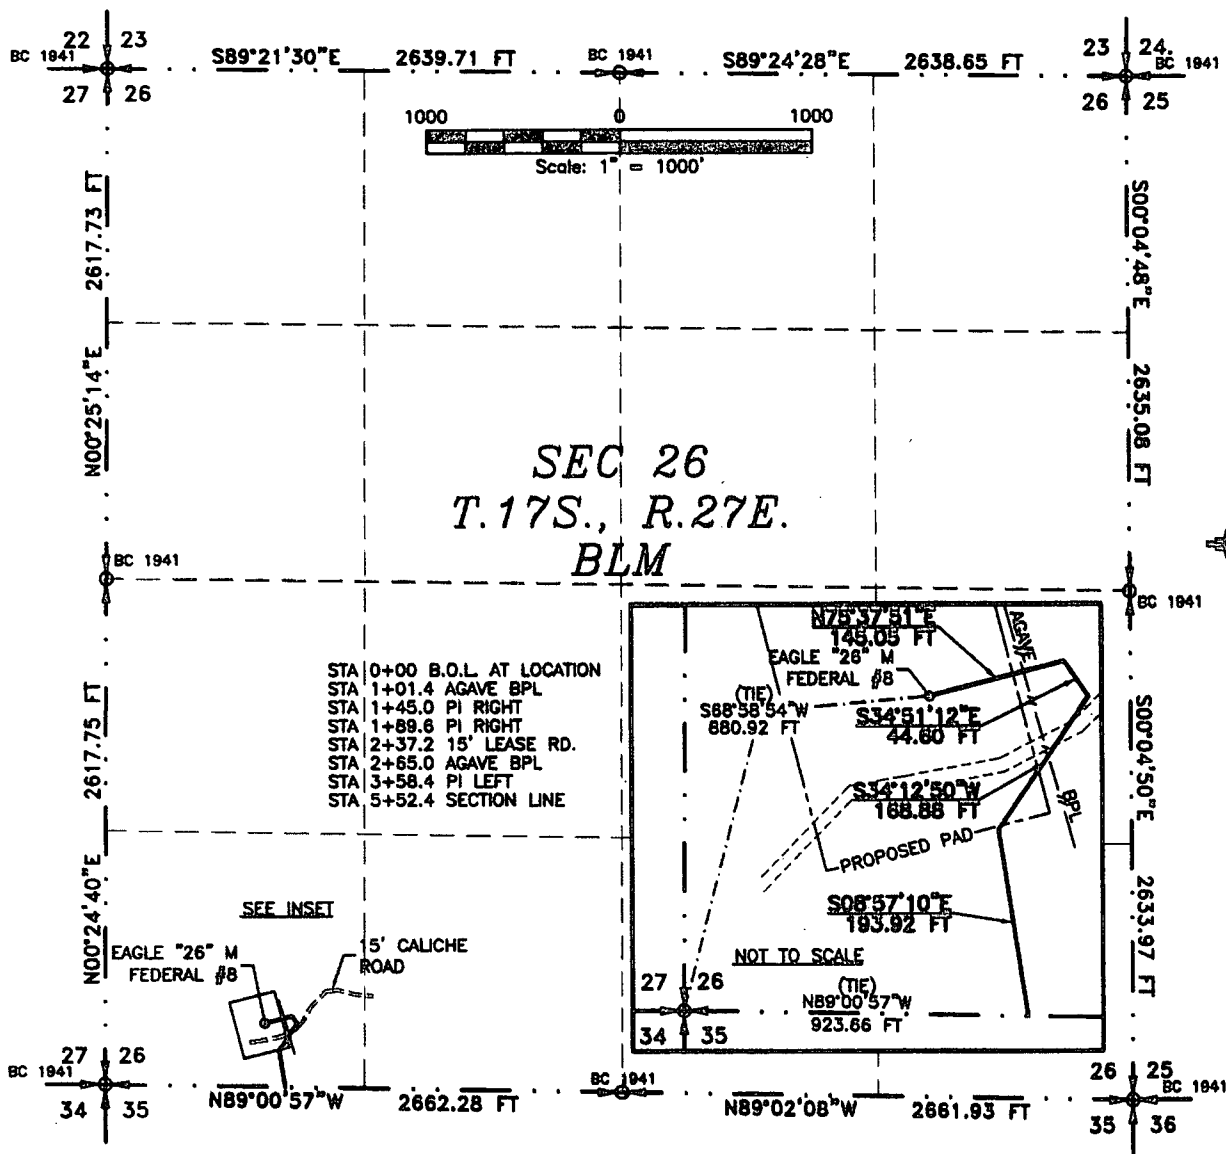 22 23
BC 1941
27 26
S89°21'30"E 2639.71 FT
BC 1941
S89°24'28"E 2638.65 FT
23 24.
BC 1941
26 25
1000 0 1000
Scale: 1" = 1000'
2617.73 FT
N00°25'14"E
S00°04'48"E
2635.08 FT
SEC 26
T.17S., R.27E.
BLM
BC 1941
BC 1941
STA 0+00 B.O.L. AT LOCATION
STA 1+01.4 AGAVE BPL
STA 1+45.0 PI RIGHT
STA 1+89.6 PI RIGHT
STA 2+37.2 15' LEASE RD.
STA 2+65.0 AGAVE BPL
STA 3+58.4 PI LEFT
STA 5+52.4 SECTION LINE
N75°37'51"E
145.05 FT
AGAVE
EAGLE "26" M
FEDERAL #8
(TIE)
S68°58'54"W
880.92 FT
S34°51'12"E
44.60 FT
S34°12'50"W
168.88 FT
BPL
PROPOSED PAD
S08°57'10"E
193.92 FT
NOT TO SCALE
27 26
(TIE)
N89°00'57"W
923.66 FT
34 35
2617.75 FT
N00°24'40"E
S00°04'50"E
2633.97 FT
SEE INSET
EAGLE "26" M
FEDERAL #8
15' CALICHE
ROAD
27 26
BC 1941
34 35
N89°00'57"W 2662.28 FT
BC 1941
N89°02'08"W 2661.93 FT
26 25
BC 1941
35 36